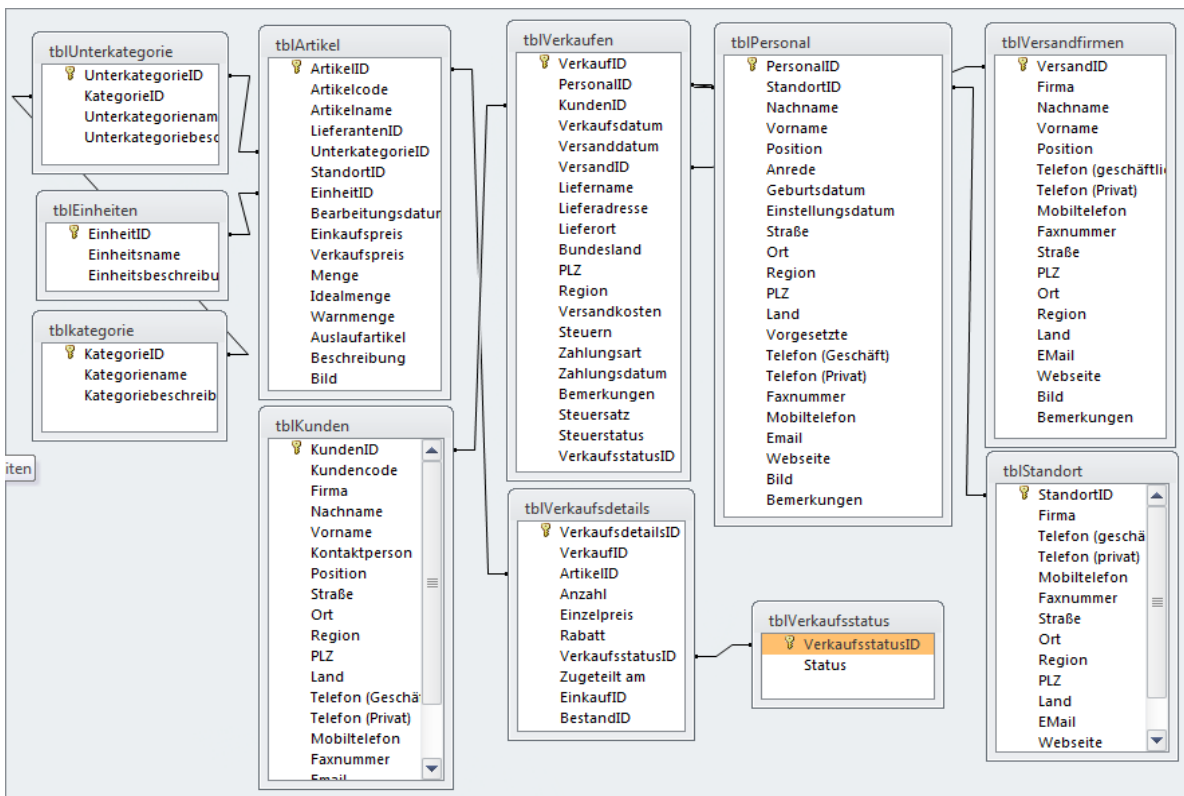 tblUnterkategorie
UnterkategorieID
KategorieID
Unterkategorienam
Unterkategoriebesc
tblEinheiten
EinheitID
Einheitsname
Einheitsbeschreibu
tblkategorie
KategorieID
Kategoriename
Kategoriebeschreib
iten
tblArtikel
ArtikelID
Artikelcode
Artikelname
LieferantenID
UnterkategorieID
StandortID
EinheitID
Bearbeitungsdatur
Einkaufspreis
Verkaufspreis
Menge
Idealmenge
Warnmenge
Auslaufartikel
Beschreibung
Bild
tblKunden
KundenID
Kundencode
Firma
Nachname
Vorname
Kontaktperson
Position
Straße
Ort
Region
PLZ
Land
Telefon (Geschä
Telefon (Privat)
Mobiltelefon
Faxnummer
Email
tblVerkaufen
VerkaufID
PersonalID
KundenID
Verkaufsdatum
Versanddatum
VersandID
Liefername
Lieferadresse
Lieferort
Bundesland
PLZ
Region
Versandkosten
Steuern
Zahlungsart
Zahlungsdatum
Bemerkungen
Steuersatz
Steuerstatus
VerkaufsstatusID
tblVerkaufsdetails
VerkaufsdetailsID
VerkaufID
ArtikelID
Anzahl
Einzelpreis
Rabatt
VerkaufsstatusID
Zugeteilt am
EinkaufID
BestandID
tblPersonal
PersonalID
StandortID
Nachname
Vorname
Position
Anrede
Geburtsdatum
Einstellungsdatum
Straße
Ort
Region
PLZ
Land
Vorgesetzte
Telefon (Geschäft)
Telefon (Privat)
Faxnummer
Mobiltelefon
Email
Webseite
Bild
Bemerkungen
tblVerkaufsstatus
VerkaufsstatusID
Status
tblVersandfirmen
VersandID
Firma
Nachname
Vorname
Position
Telefon (geschäftli
Telefon (Privat)
Mobiltelefon
Faxnummer
Straße
PLZ
Ort
Region
Land
EMail
Webseite
Bild
Bemerkungen
tblStandort
StandortID
Firma
Telefon (geschä
Telefon (privat)
Mobiltelefon
Faxnummer
Straße
Ort
Region
PLZ
Land
EMail
Webseite